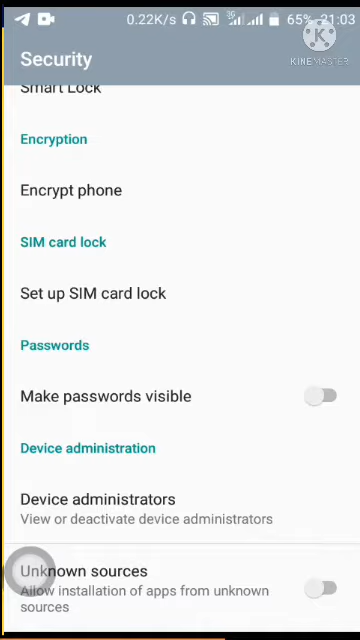 0.22K/s 3G 65% 21:03
Security
K
KINEMASTER
Smart Lock
Encryption
Encrypt phone
SIM card lock
Set up SIM card lock
Passwords
Make passwords visible
Device administration
Device administrators
View or deactivate device administrators
Unknown sources
Allow installation of apps from unknown
sources